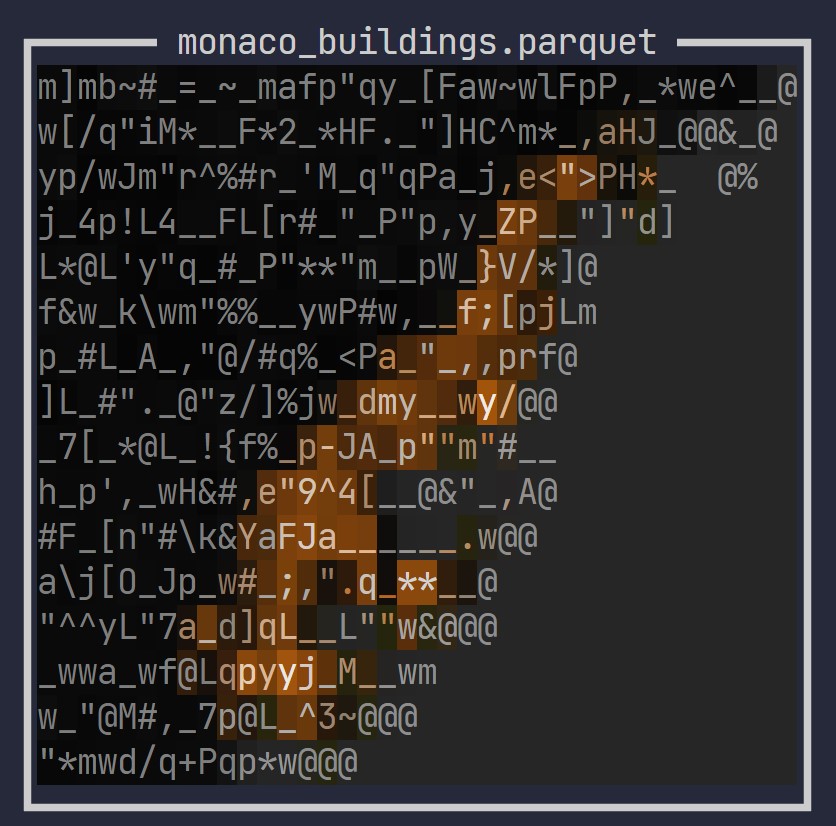 monaco_buildings.parquet
m]mb~#_=_~_mafp"qy_[Faw~wlFpP,_*we^__@
w[/q"iM*__F*2_*HF._"]HC^m*_,aHJ_@@&_@
yp/wJm"r^%#r_'M_q"qPa_j,e<">PH*_  @%
j_4p!L4__FL[r#_"_P"p,y_ZP__"]"d]
L*@L'y"q_#_P"**"m__pW_}V/*]@
f&w_k\wm"%%__ywP#w,__f;[pjLm
p_#L_A_,"@/#q%_<Pa_"_,,prf@
]L_#"._@"z/]%jw_dmy__wy/@@
_7[_*@L_!{f%_p-JA_p""m"#__
h_p',_wH&#,e"9^4[__@&"_,A@
#F_[n"#\k&YaFJa______.w@@
a\j[O_Jp_w#_;,".q_**__@
"^^yL"7a_d]qL__L""w&@@@
_wwa_wf@Lqpyyj_M__wm
w_"@M#,_7p@L_^3~@@@
"*mwd/q+Pqp*w@@@